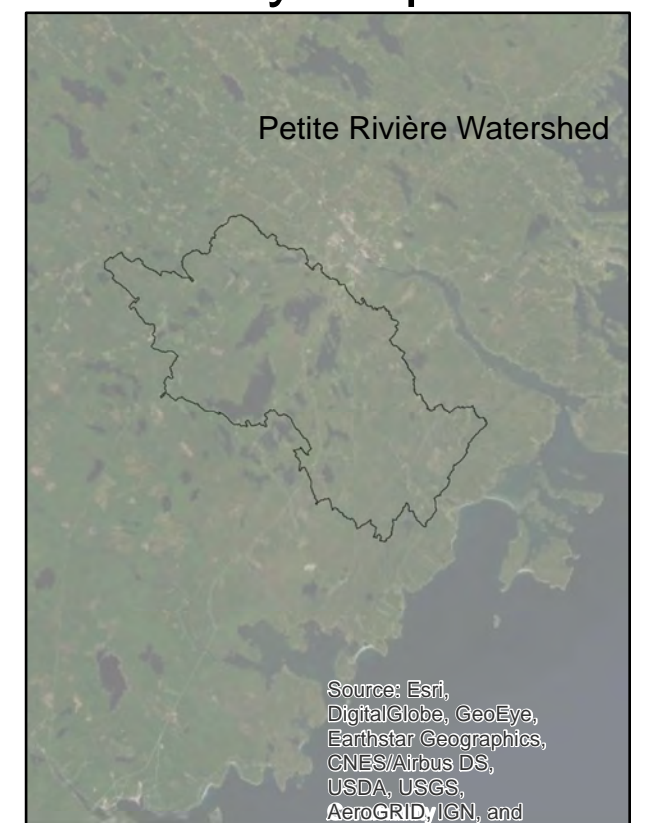 Petite Rivière Watershed
Source: Esri,
DigitalGlobe, GeoEye,
Earthstar Geographics,
CNES/Airbus DS,
USDA, USGS,
AeroGRID, IGN, and